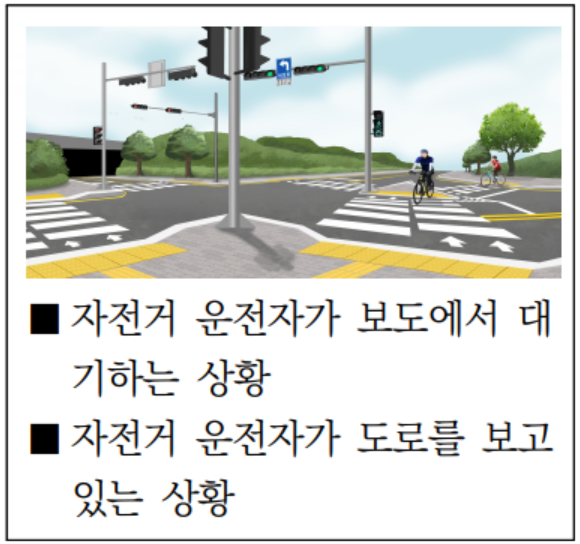 ■ 자전거 운전자가 보도에서 대
기하는 상황
■ 자전거 운전자가 도로를 보고
있는 상황